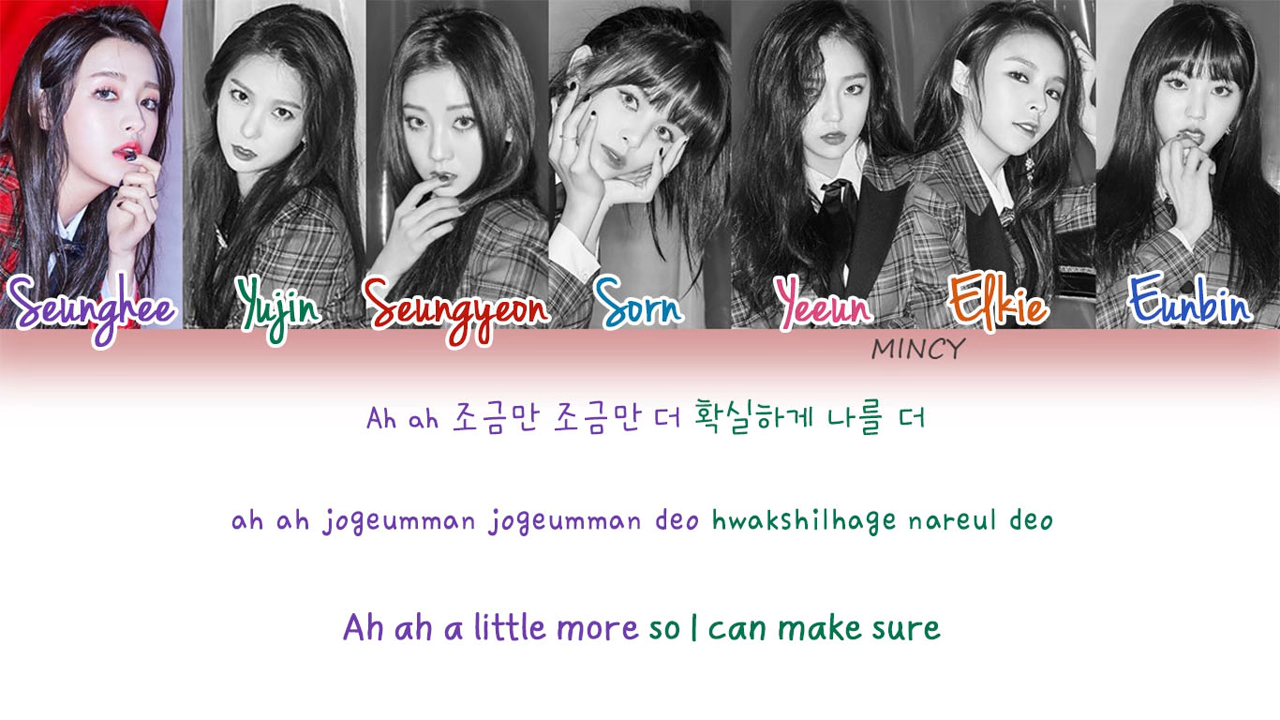 Seunghee Yujin Seungyeon Sorn Yeeun Elkie Eunbin
MINCY
Ah ah 조금만 조금만 더 확실하게 나를 더
ah ah jogeumman jogeumman deo hwakshilhage nareul deo
Ah ah a little more so I can make sure